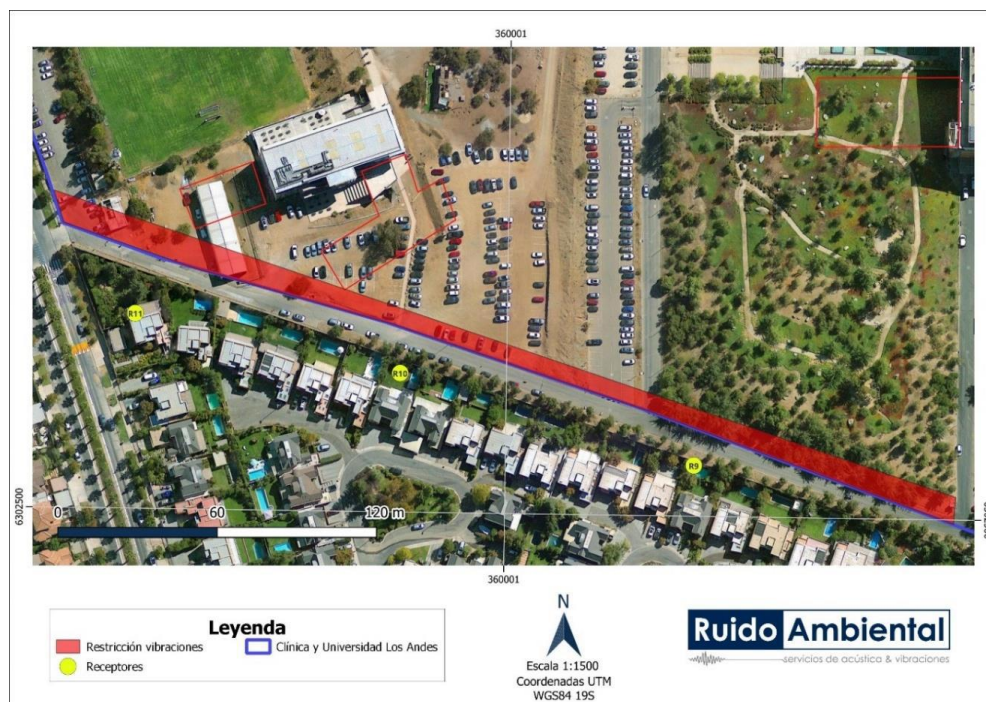 360001
R11
R10
R9
6302500
0 60 120 m
360001
Leyenda
Restricción vibraciones
Clínica y Universidad Los Andes
Receptores
N
Escala 1:1500
Coordenadas UTM
WGS84 19S
Ruido Ambiental
servicios de acústica & vibraciones